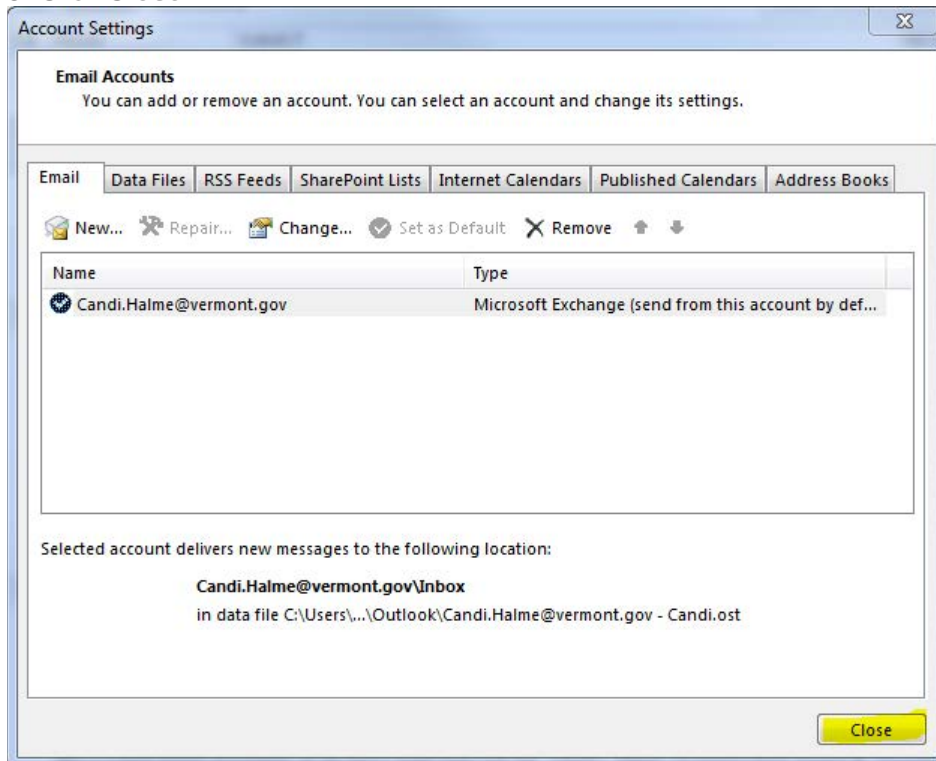 Account Settings
Email Accounts
You can add or remove an account. You can select an account and change its settings.
Email Data Files RSS Feeds SharePoint Lists Internet Calendars Published Calendars Address Books
New... Repair... Change... Set as Default Remove
Name Type
Candi.Halme@vermont.gov Microsoft Exchange (send from this account by def...
Selected account delivers new messages to the following location:
Candi.Halme@vermont.gov\Inbox
in data file C:\Users\...\Outlook\Candi.Halme@vermont.gov - Candi.ost
Close